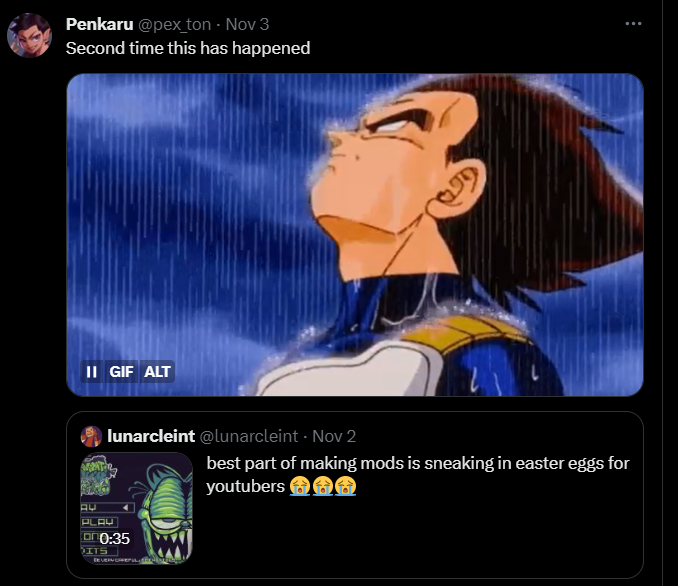 Penkaru @pex_ton · Nov 3
Second time this has happened
GIF ALT
lunarcleint @lunarcleint · Nov 2
best part of making mods is sneaking in easter eggs for
youtubers 😭😭😭
PLAY
0:35